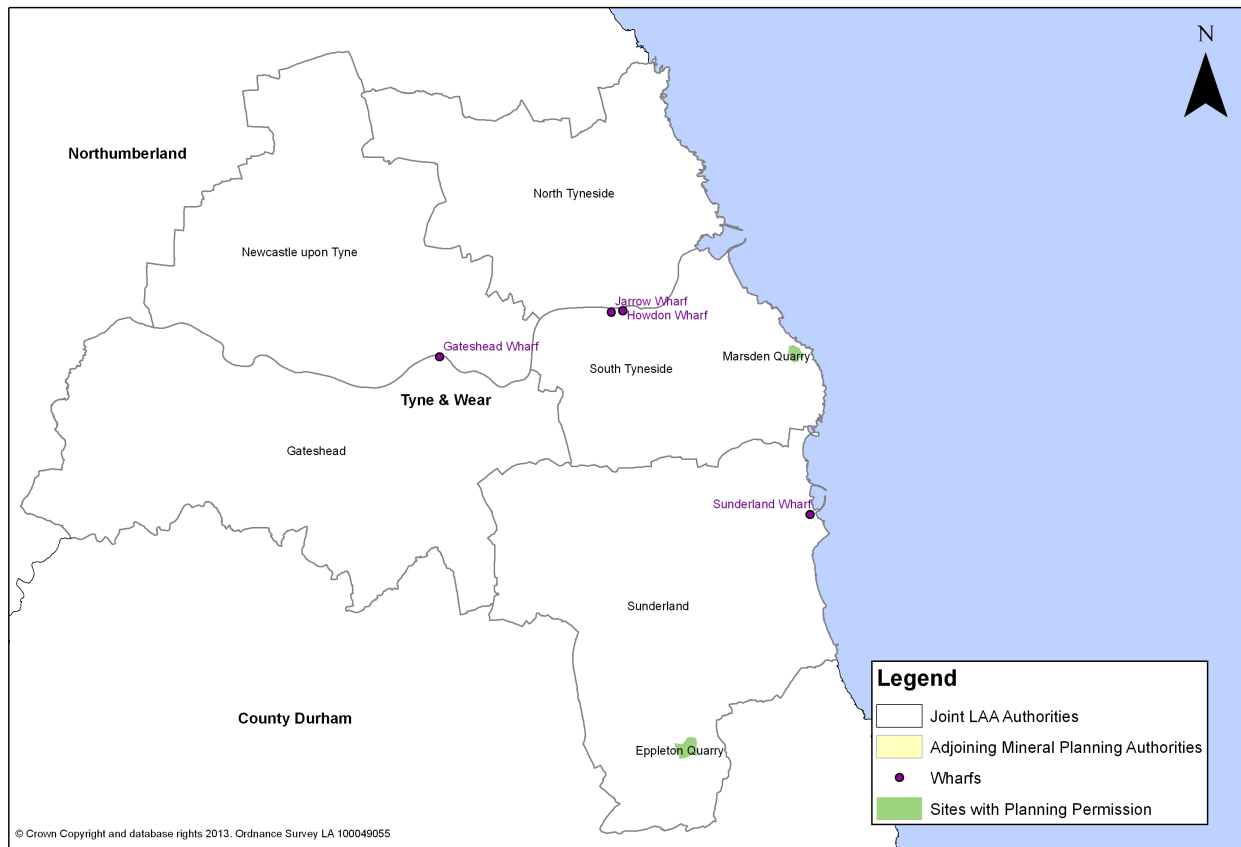 N
Northumberland
North Tyneside
Newcastle upon Tyne
Jarrow Wharf
Howdon Wharf
Gateshead Wharf
Marsden Quarry
South Tyneside
Tyne & Wear
Gateshead
Sunderland Wharf
Sunderland
County Durham
Eppleton Quarry
Legend
Joint LAA Authorities
Adjoining Mineral Planning Authorities
Wharfs
Sites with Planning Permission
© Crown Copyright and database rights 2013. Ordnance Survey LA 100049055